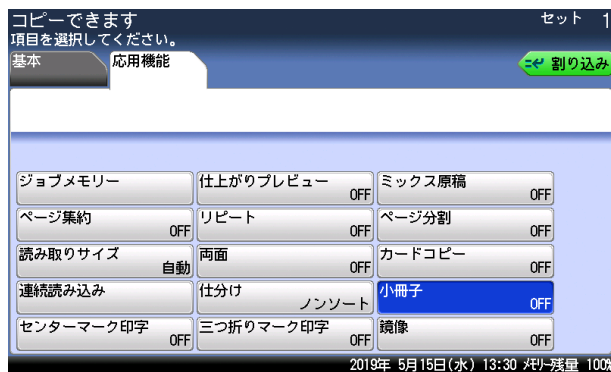 コピーできます
セット 1
項目を選択してください。
基本
応用機能
割り込み
ジョブメモリー
仕上がりプレビュー OFF
ミックス原稿 OFF
ページ集約 OFF
リピート OFF
ページ分割 OFF
読み取りサイズ 自動
両面 OFF
カードコピー OFF
連続読み込み
仕分け ノンソート
小冊子 OFF
センターマーク印字 OFF
三つ折りマーク印字 OFF
鏡像 OFF
2019年 5月15日(水) 13:30 メモリー残量 100%